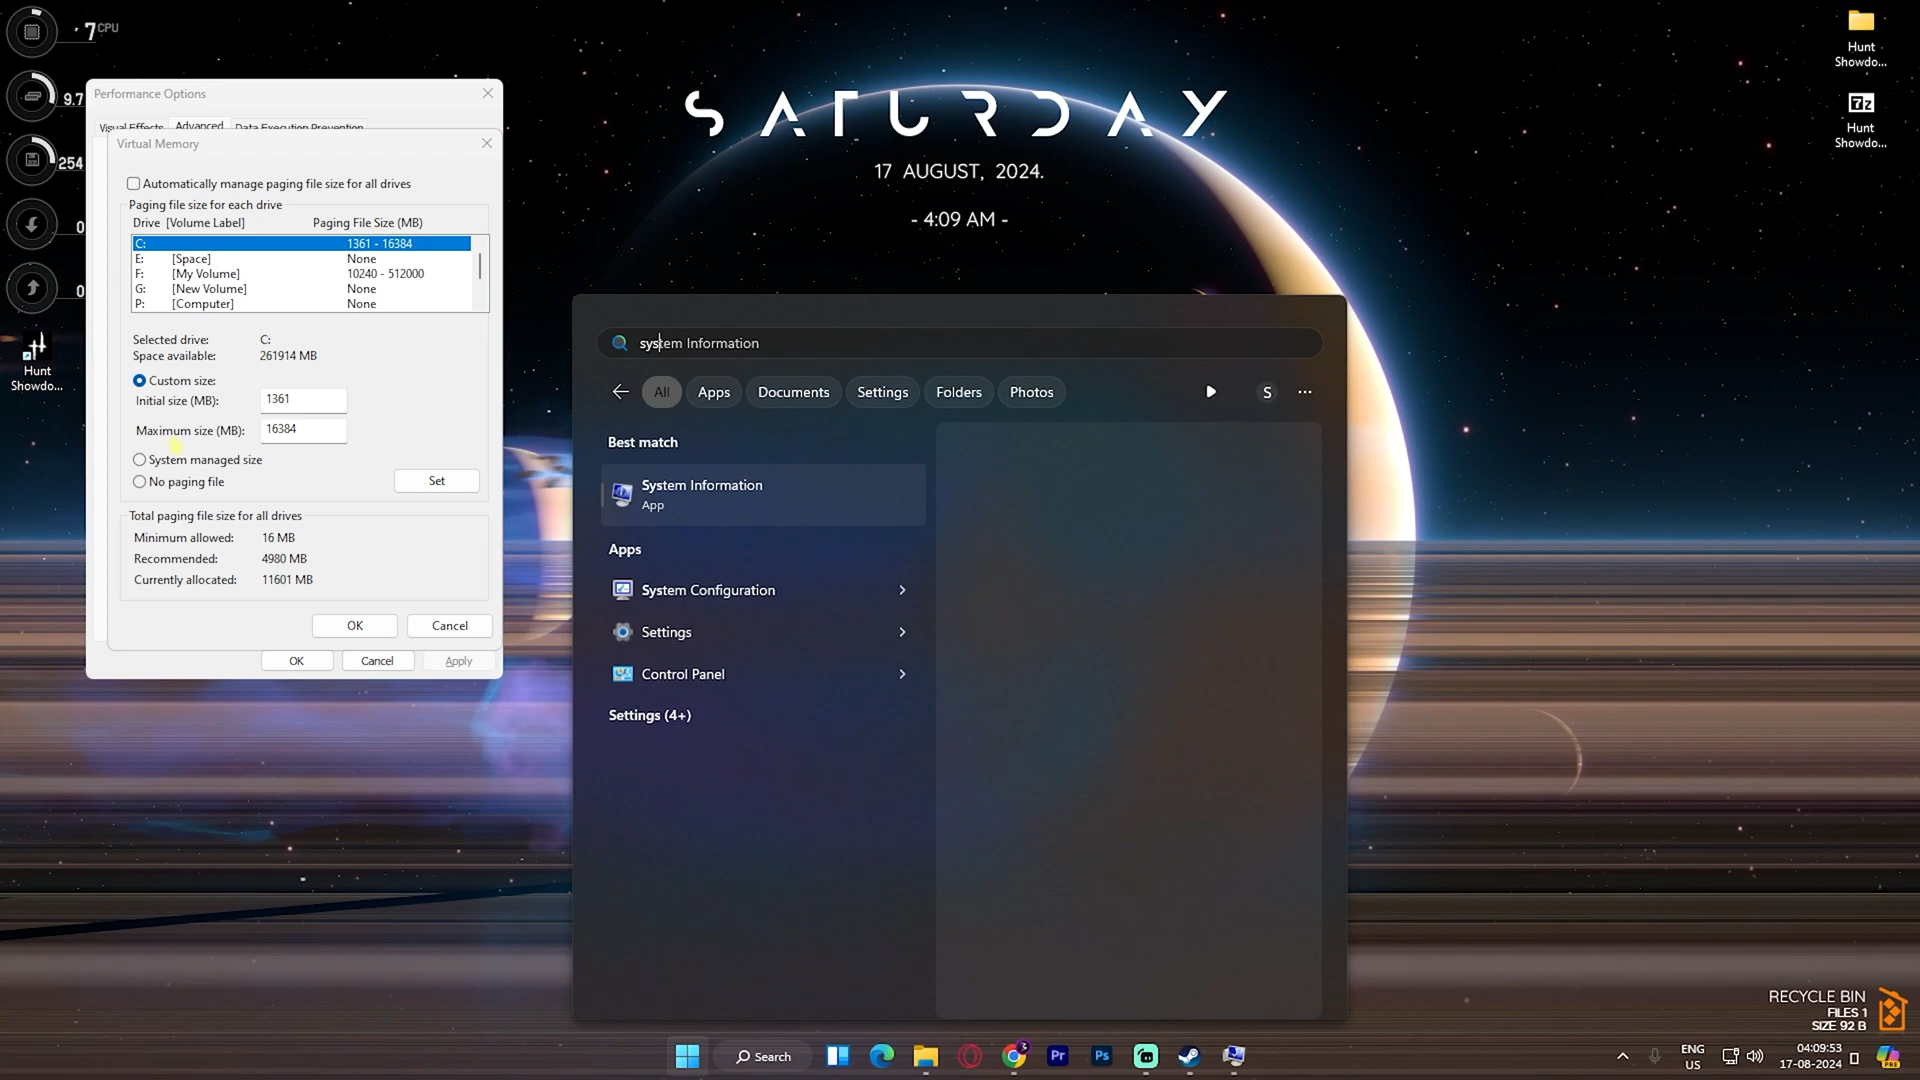 7CPU
9.7
254
0
0
Hunt
Showdo...
Performance Options
Visual Effects Advanced Data Execution Prevention
Virtual Memory
Automatically manage paging file size for all drives
Paging file size for each drive
Drive [Volume Label] Paging File Size (MB)
C: 1361 - 16384
E: [Space] None
F: [My Volume] 10240 - 512000
G: [New Volume] None
P: [Computer] None
Selected drive: C:
Space available: 261914 MB
Custom size:
Initial size (MB): 1361
Maximum size (MB): 16384
System managed size
No paging file
Set
Total paging file size for all drives
Minimum allowed: 16 MB
Recommended: 4980 MB
Currently allocated: 11601 MB
OK Cancel
OK Cancel Apply
SATURDAY
17 AUGUST, 2024.
- 4:09 AM -
system Information
All Apps Documents Settings Folders Photos S ...
Best match
System Information
App
Apps
System Configuration
Settings
Control Panel
Settings (4+)
Hunt
Showdo...
7z
Hunt
Showdo...
RECYCLE BIN
FILES 1
SIZE 92 B
Search
3
Pr
Ps
ENG
US
04:09:53
17-08-2024
PRE